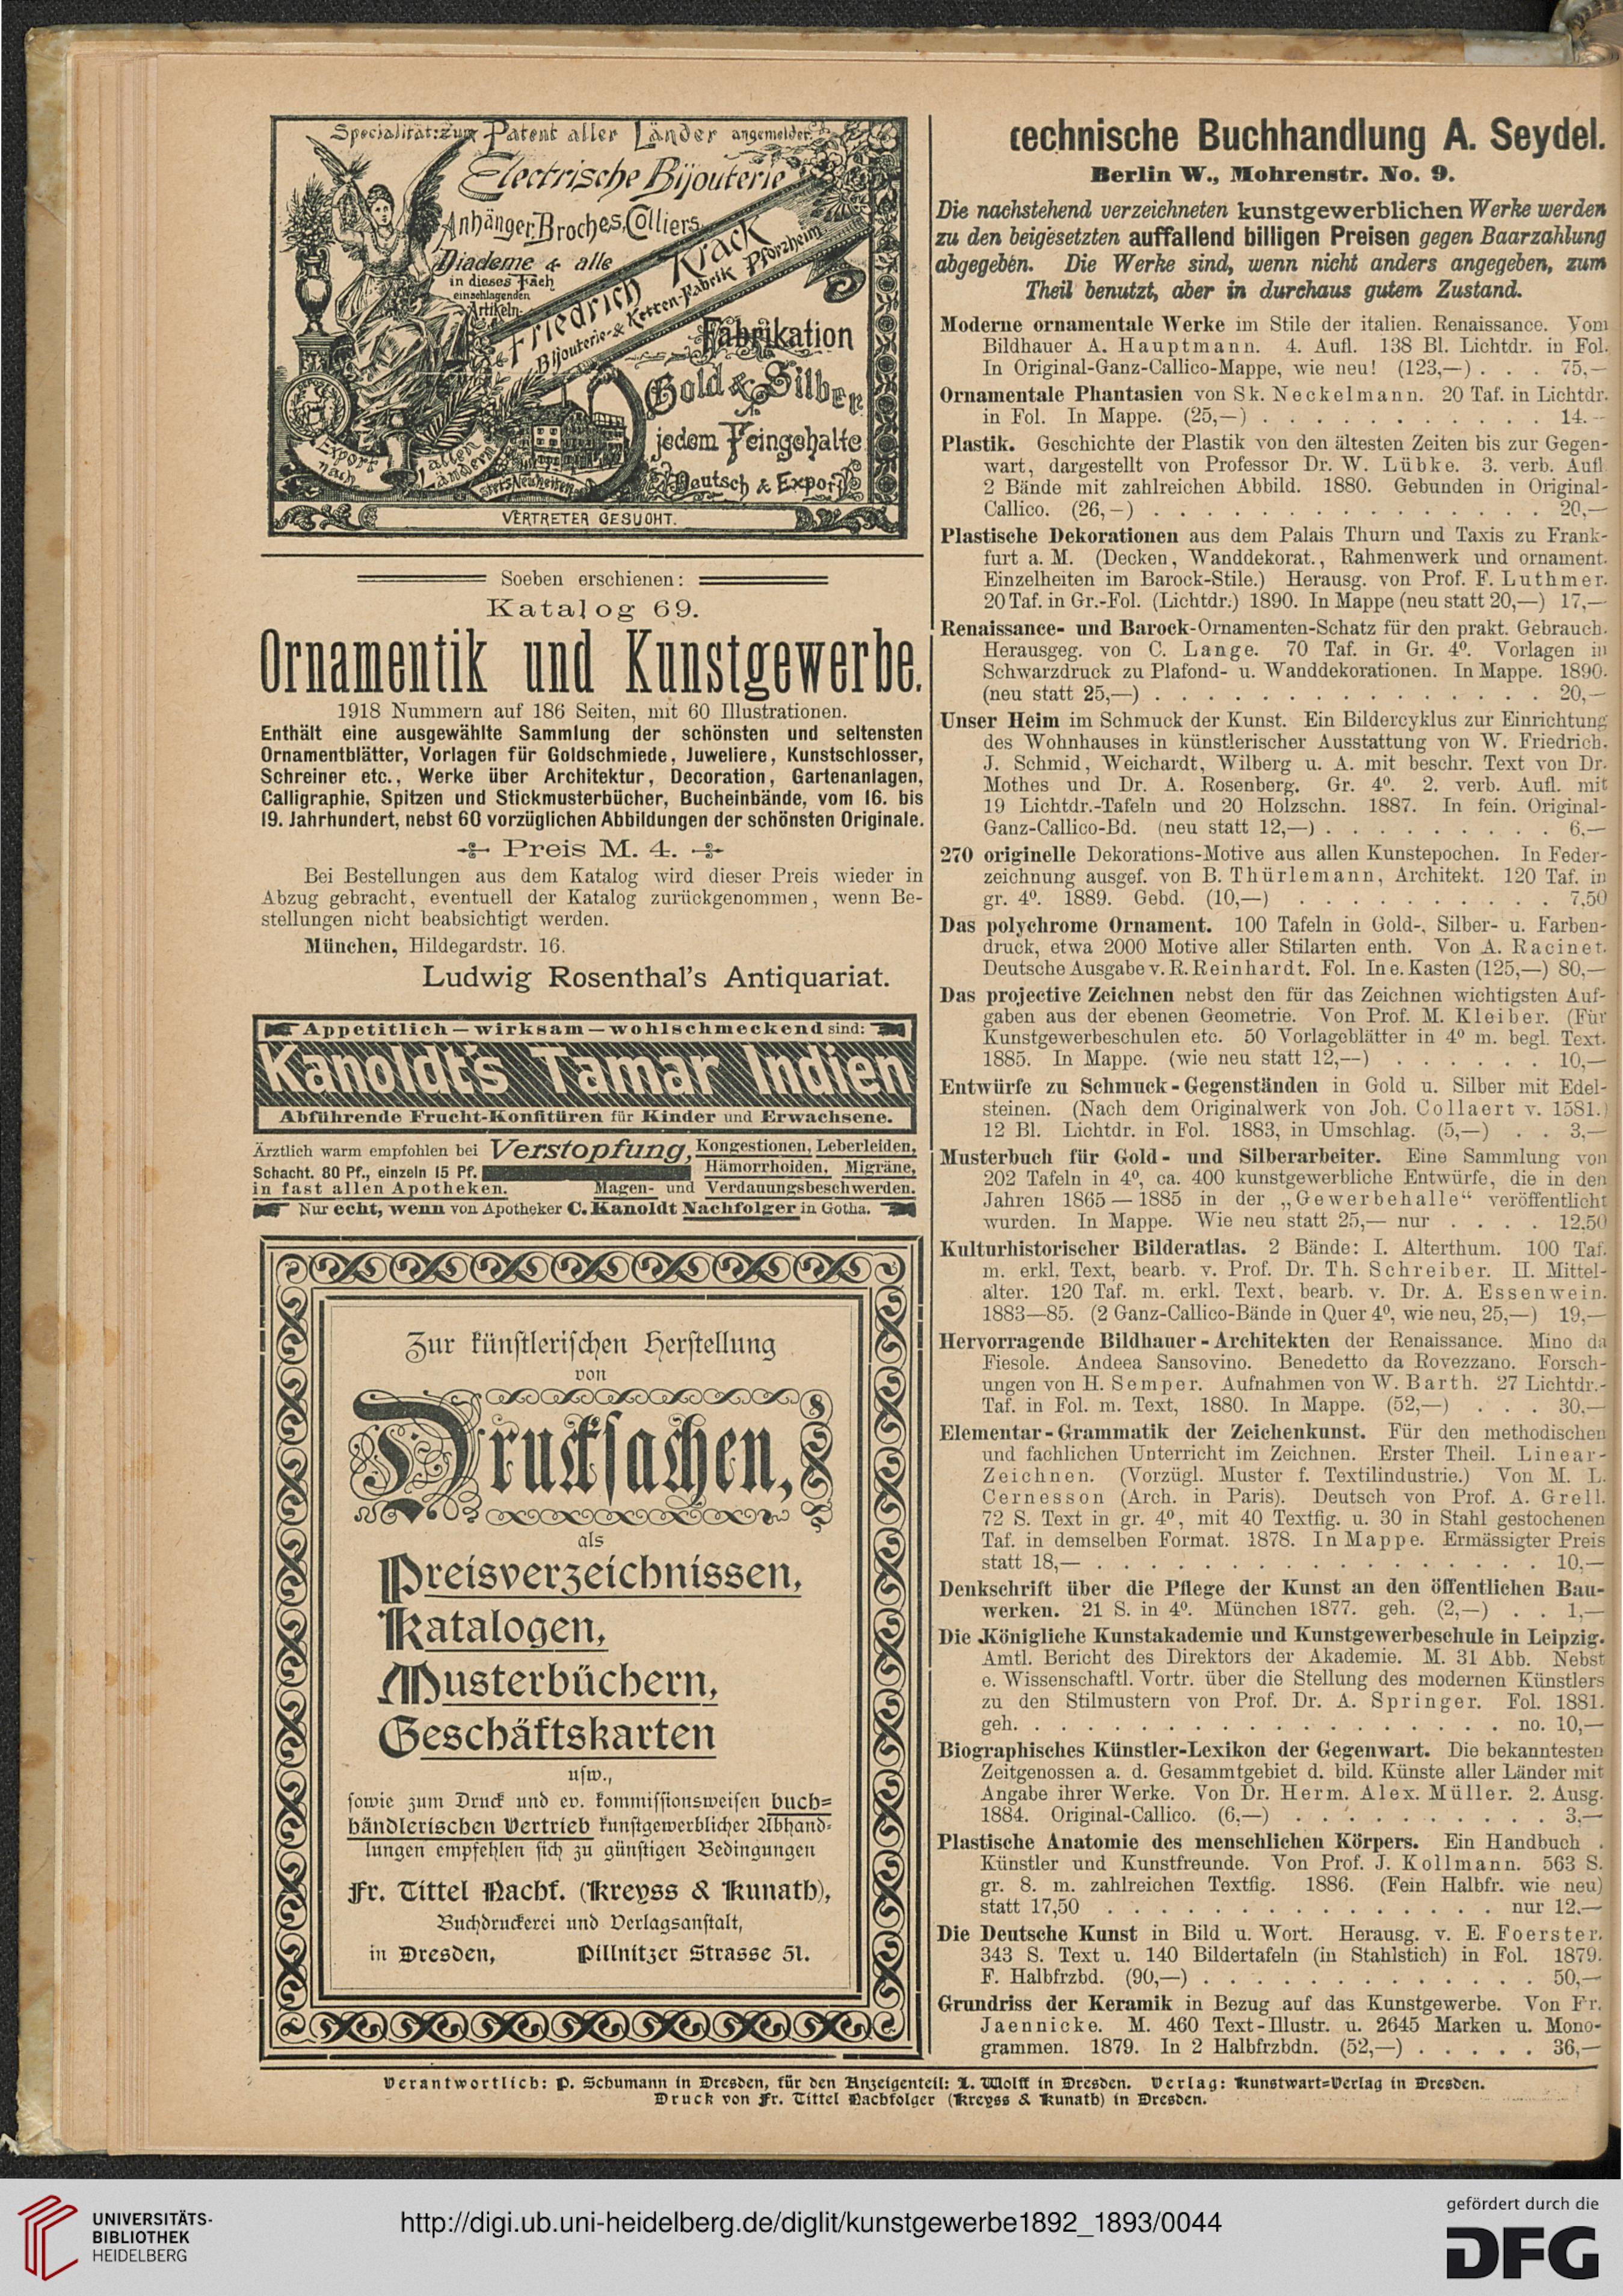 Specialität: Zum Patent aller Länder angemeldet.
Electrische Bijouterie
Anhänger, Broches, Colliers,
Diademe & alle
in dieses Fach
einschlagenden
Artikeln.
Friedrich Krack
Bijouterie- & Ketten-Fabrik Pforzheim
Fabrikation
Gold & Silber
jedem Feingehalte
Deutsch & Export
Export nach allen Ländern
stets Neuheiten
VERTRETER GESUCHT.
Soeben erschienen:
Katalog 69.
Ornamentik und Kunstgewerbe.
1918 Nummern auf 186 Seiten, mit 60 Illustrationen.
Enthält eine ausgewählte Sammlung der schönsten und seltensten
Ornamentblätter, Vorlagen für Goldschmiede, Juweliere, Kunstschlosser,
Schreiner etc., Werke über Architektur, Decoration, Gartenanlagen,
Calligraphie, Spitzen und Stickmusterbücher, Bucheinbände, vom 16. bis
19. Jahrhundert, nebst 60 vorzüglichen Abbildungen der schönsten Originale.
Preis M. 4.
Bei Bestellungen aus dem Katalog wird dieser Preis wieder in
Abzug gebracht, eventuell der Katalog zurückgenommen, wenn Be-
stellungen nicht beabsichtigt werden.
München, Hildegardstr. 16.
Ludwig Rosenthal's Antiquariat.
Appetitlich — wirksam — wohlschmeckend sind:
Kanoldt's Tamar Indien
Abführende Frucht-Konfitüren für Kinder und Erwachsene.
Ärztlich warm empfohlen bei Verstopfung, Kongestionen, Leberleiden,
Schacht. 80 Pf., einzeln 15 Pf. Hämorrhoiden, Migräne,
in fast allen Apotheken. Magen- und Verdauungsbeschwerden.
Nur echt, wenn von Apotheker C. Kanoldt Nachfolger in Gotha.
Zur künstlerischen Herstellung
von
Drucksachen,
als
Preisverzeichnissen,
Katalogen,
Musterbüchern,
Geschäftskarten
usw.,
sowie zum Druck und ev. kommissionsweisen buch-
händlerischen Vertrieb kunstgewerblicher Abhand-
lungen empfehlen sich zu günstigen Bedingungen
Fr. Tittel Nachf. (Kreyss & Kunath),
Buchdruckerei und Verlagsanstalt,
in Dresden, Pillnitzer Strasse 51.
technische Buchhandlung A. Seydel.
Berlin W., Mohrenstr. No. 9.
Die nachstehend verzeichneten kunstgewerblichen Werke werden
zu den beigesetzten auffallend billigen Preisen gegen Baarzahlung
abgegeben. Die Werke sind, wenn nicht anders angegeben, zum
Theil benutzt, aber in durchaus gutem Zustand.
Moderne ornamentale Werke im Stile der italien. Renaissance. Vom
Bildhauer A. Hauptmann. 4. Aufl. 138 Bl. Lichtdr. in Fol.
In Original-Ganz-Callico-Mappe, wie neu! (123,—) . . . 75,—
Ornamentale Phantasien von Sk. Neckelmann. 20 Taf. in Lichtdr.
in Fol. In Mappe. (25,—) . . . . . . . . . . . . 14.—
Plastik. Geschichte der Plastik von den ältesten Zeiten bis zur Gegen-
wart, dargestellt von Professor Dr. W. Lübke. 3. verb. Aufl
2 Bände mit zahlreichen Abbild. 1880. Gebunden in Original-
Callico. (26,—) . . . . . . . . . . . . . . . 20,—
Plastische Dekorationen aus dem Palais Thurn und Taxis zu Frank-
furt a. M. (Decken, Wanddekorat., Rahmenwerk und ornament.
Einzelheiten im Barock-Stile.) Herausg. von Prof. F. Luthmer.
20 Taf. in Gr.-Fol. (Lichtdr.) 1890. In Mappe (neu statt 20,—) 17,—
Renaissance- und Barock-Ornamenten-Schatz für den prakt. Gebrauch.
Herausgeg. von C. Lange. 70 Taf. in Gr. 4º. Vorlagen in
Schwarzdruck zu Plafond- u. Wanddekorationen. In Mappe. 1890.
(neu statt 25,—) . . . . . . . . . . . . . . . 20,—
Unser Heim im Schmuck der Kunst. Ein Bildercyklus zur Einrichtung
des Wohnhauses in künstlerischer Ausstattung von W. Friedrich.
J. Schmid, Weichardt, Wilberg u. A. mit beschr. Text von Dr.
Mothes und Dr. A. Rosenberg. Gr. 4º. 2. verb. Aufl. mit
19 Lichtdr.-Tafeln und 20 Holzschn. 1887. In fein. Original-
Ganz-Callico-Bd. (neu statt 12,—) . . . . . . . . . 6,—
270 originelle Dekorations-Motive aus allen Kunstepochen. In Feder-
zeichnung ausgef. von B. Thürlemann, Architekt. 120 Taf. in
gr. 4º. 1889. Gebd. (10,—) . . . . . . . . . . 7,50
Das polychrome Ornament. 100 Tafeln in Gold-, Silber- u. Farben-
druck, etwa 2000 Motive aller Stilarten enth. Von A. Racinet.
Deutsche Ausgabe v. R. Reinhardt. Fol. In e. Kasten (125,—) 80,—
Das projective Zeichnen nebst den für das Zeichnen wichtigsten Auf-
gaben aus der ebenen Geometrie. Von Prof. M. Kleiber. (Für
Kunstgewerbeschulen etc. 50 Vorlageblätter in 4º m. begl. Text.
1885. In Mappe. (wie neu statt 12,—) . . . . . . 10,—
Entwürfe zu Schmuck-Gegenständen in Gold u. Silber mit Edel-
steinen. (Nach dem Originalwerk von Joh. Collaert v. 1581.)
12 Bl. Lichtdr. in Fol. 1883, in Umschlag. (5,—) . . 3,—
Musterbuch für Gold- und Silberarbeiter. Eine Sammlung von
202 Tafeln in 4º, ca. 400 kunstgewerbliche Entwürfe, die in den
Jahren 1865—1885 in der „Gewerbehalle“ veröffentlicht
wurden. In Mappe. Wie neu statt 25,— nur . . . . 12,50
Kulturhistorischer Bilderatlas. 2 Bände: I. Alterthum. 100 Taf.
m. erkl. Text, bearb. v. Prof. Dr. Th. Schreiber. II. Mittel-
alter. 120 Taf. m. erkl. Text. bearb. v. Dr. A. Essenwein.
1883—85. (2 Ganz-Callico-Bände in Quer 4º, wie neu, 25,—) 19,—
Hervorragende Bildhauer-Architekten der Renaissance. Mino da
Fiesole. Andeea Sansovino. Benedetto da Rovezzano. Forsch-
ungen von H. Semper. Aufnahmen von W. Barth. 27 Lichtdr.-
Taf. in Fol. m. Text, 1880. In Mappe. (52,—) . . . 30,—
Elementar-Grammatik der Zeichenkunst. Für den methodischen
und fachlichen Unterricht im Zeichnen. Erster Theil. Linear-
Zeichnen. (Vorzügl. Muster f. Textilindustrie.) Von M. L.
Cernesson (Arch. in Paris). Deutsch von Prof. A. Grell.
72 S. Text in gr. 4º, mit 40 Textfig. u. 30 in Stahl gestochenen
Taf. in demselben Format. 1878. In Mappe. Ermässigter Preis
statt 18,— . . . . . . . . . . . . . . . . . 10,—
Denkschrift über die Pflege der Kunst an den öffentlichen Bau-
werken. 21 S. in 4º. München 1877. geh. (2,—) . . 1,—
Die Königliche Kunstakademie und Kunstgewerbeschule in Leipzig.
Amtl. Bericht des Direktors der Akademie. M. 31 Abb. Nebst
e. Wissenschaftl. Vortr. über die Stellung des modernen Künstlers
zu den Stilmustern von Prof. Dr. A. Springer. Fol. 1881.
geh. . . . . . . . . . . . . . . . . . . no. 10,—
Biographisches Künstler-Lexikon der Gegenwart. Die bekanntesten
Zeitgenossen a. d. Gesammtgebiet d. bild. Künste aller Länder mit
Angabe ihrer Werke. Von Dr. Herm. Alex. Müller. 2. Ausg.
1884. Original-Callico. (6,—) . . . . . . . . . . 3,—
Plastische Anatomie des menschlichen Körpers. Ein Handbuch .
Künstler und Kunstfreunde. Von Prof. J. Kollmann. 563 S.
gr. 8. m. zahlreichen Textfig. 1886. (Fein Halbfr. wie neu)
statt 17,50 . . . . . . . . . . . . . . . nur 12.—
Die Deutsche Kunst in Bild u. Wort. Herausg. v. E. Foerster.
343 S. Text u. 140 Bildertafeln (in Stahlstich) in Fol. 1879.
F. Halbfrzbd. (90,—) . . . . . . . . . . . . . 50,—
Grundriss der Keramik in Bezug auf das Kunstgewerbe. Von Fr.
Jaennicke. M. 460 Text-Illustr. u. 2645 Marken u. Mono-
grammen. 1879. In 2 Halbfrzbdn. (52,—) . . . . . 36,—
Verantwortlich: P. Schumann in Dresden, für den Anzeigenteil: L. Wolff in Dresden. Verlag: Kunstwart-Verlag in Dresden.
Druck von Fr. Tittel Nachfolger (Kreyss & Kunath) in Dresden.
UNIVERSITÄTS-
BIBLIOTHEK
HEIDELBERG
http://digi.ub.uni-heidelberg.de/diglit/kunstgewerbe1892_1893/0044
gefördert durch die
DFG